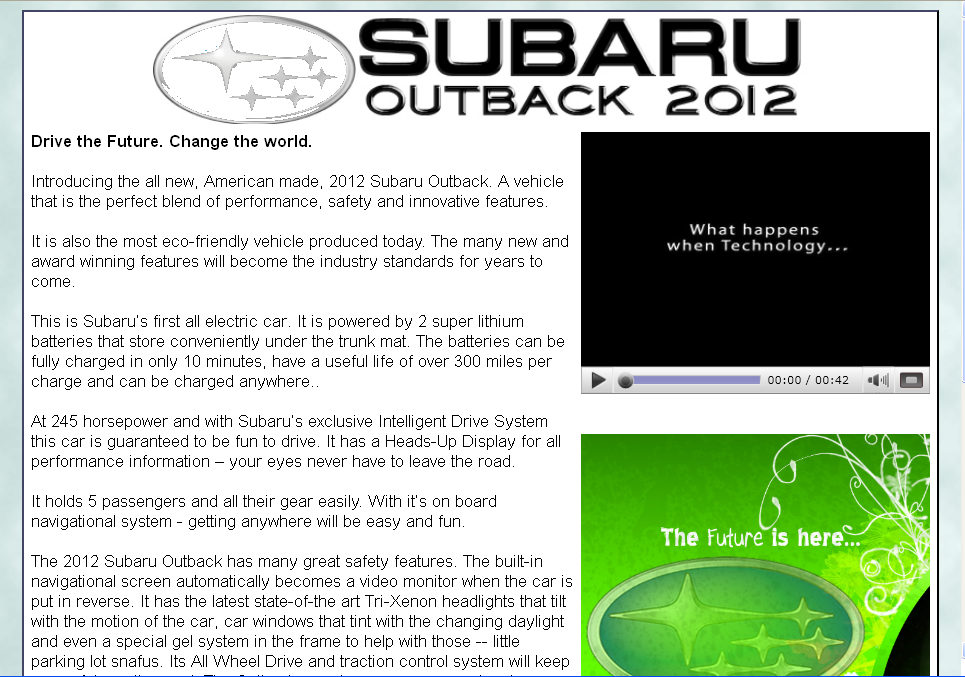 SUBARU
OUTBACK 2012
Drive the Future. Change the world.
Introducing the all new, American made, 2012 Subaru Outback. A vehicle
that is the perfect blend of performance, safety and innovative features.
It is also the most eco-friendly vehicle produced today. The many new and
award winning features will become the industry standards for years to
come.
This is Subaru's first all electric car. It is powered by 2 super lithium
batteries that store conveniently under the trunk mat. The batteries can be
fully charged in only 10 minutes, have a useful life of over 300 miles per
charge and can be charged anywhere..
At 245 horsepower and with Subaru's exclusive Intelligent Drive System
this car is guaranteed to be fun to drive. It has a Heads-Up Display for all
performance information – your eyes never have to leave the road.
It holds 5 passengers and all their gear easily. With it's on board
navigational system - getting anywhere will be easy and fun.
The 2012 Subaru Outback has many great safety features. The built-in
navigational screen automatically becomes a video monitor when the car is
put in reverse. It has the latest state-of-the art Tri-Xenon headlights that tilt
with the motion of the car, car windows that tint with the changing daylight
and even a special gel system in the frame to help with those -- little
parking lot snafus. Its All Wheel Drive and traction control system will keep
What happens
when Technology...
00:00 / 00:42
The Future is here...